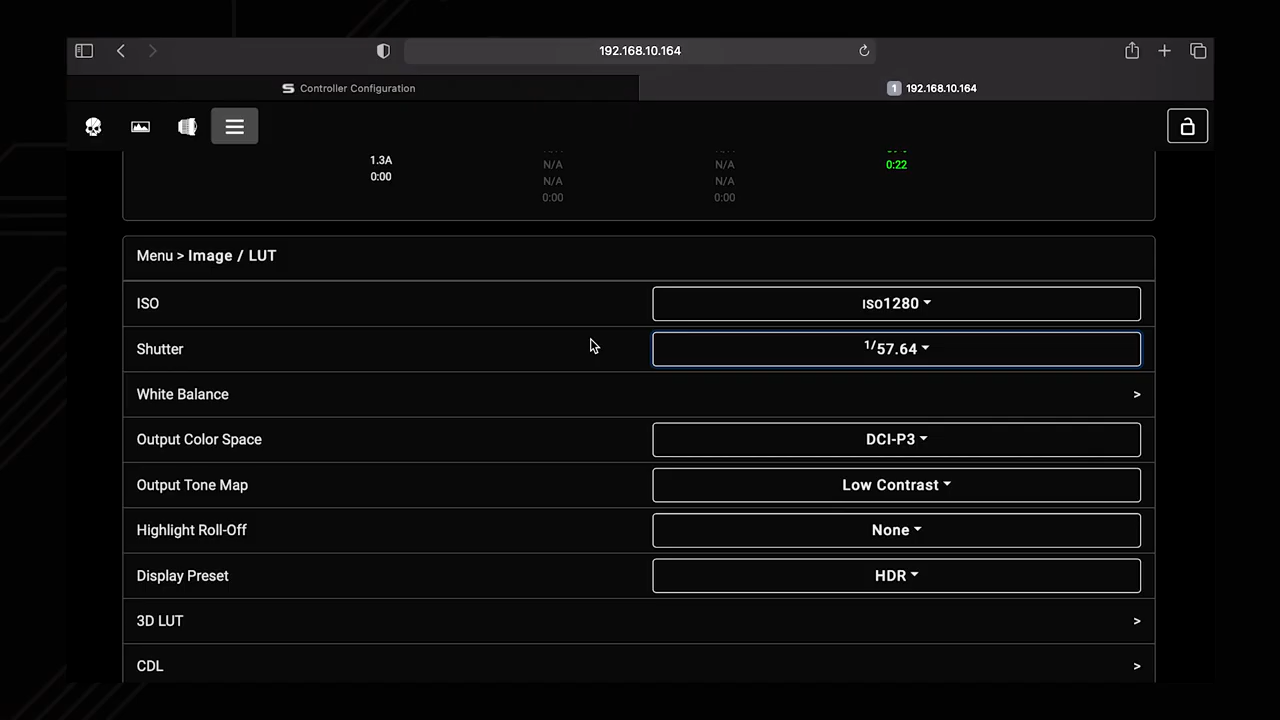 192.168.10.164
Controller Configuration
1 192.168.10.164
1.3A
0:00
N/A
N/A
0:00
N/A
N/A
0:00
0:22
Menu > Image / LUT
ISO
ISO1280
Shutter
1/57.64
White Balance >
Output Color Space
DCI-P3
Output Tone Map
Low Contrast
Highlight Roll-Off
None
Display Preset
HDR
3D LUT >
CDL >